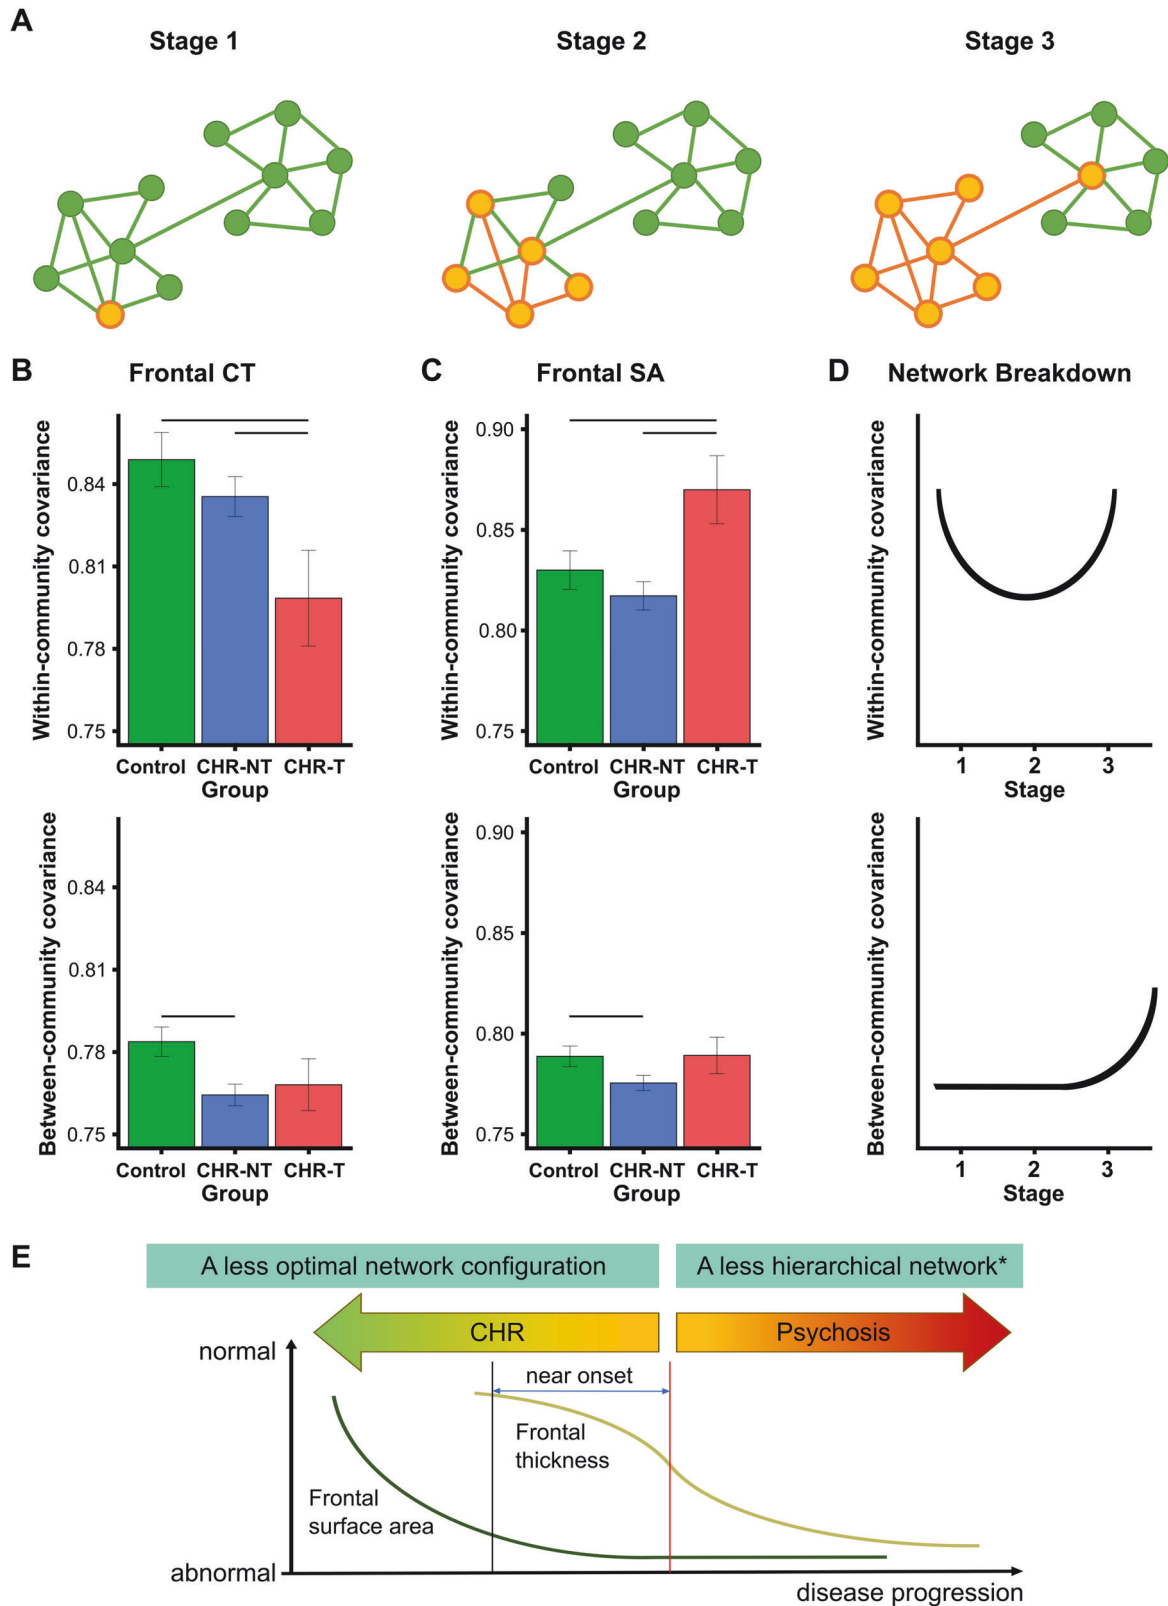 A
Stage 1
Stage 2
Stage 3
B
Frontal CT
Within-community covariance
0.84
0.81
0.78
0.75
Control
CHR-NT
CHR-T
Group
C
Frontal SA
Within-community covariance
0.90
0.85
0.80
0.75
Control
CHR-NT
CHR-T
Group
D
Network Breakdown
Within-community covariance
1
2
3
Stage
Between-community covariance
0.84
0.81
0.78
0.75
Control
CHR-NT
CHR-T
Group
Between-community covariance
0.90
0.85
0.80
0.75
Control
CHR-NT
CHR-T
Group
Between-community covariance
1
2
3
Stage
E
A less optimal network configuration
A less hierarchical network*
CHR
Psychosis
normal
near onset
Frontal
thickness
Frontal
surface area
abnormal
disease progression